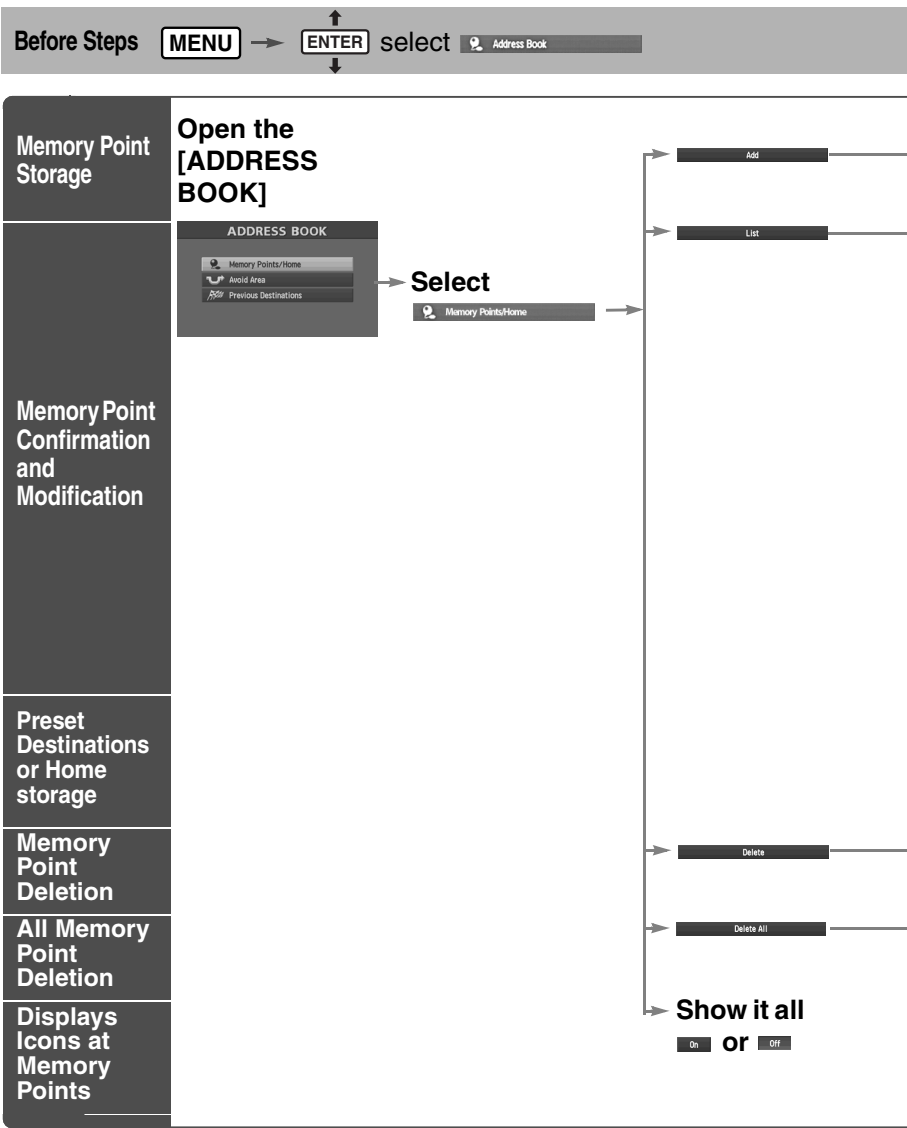 Before Steps MENU ENTER select Address Book
Memory Point
Storage
Open the
[ADDRESS
BOOK]
Add
List
ADDRESS BOOK
Memory Points/Home
Avoid Area
Previous Destinations
Select
Memory Points/Home
Memory Point
Confirmation
and
Modification
Preset
Destinations
or Home
storage
Memory
Point
Deletion
Delete
All Memory
Point
Deletion
Delete All
Displays
Icons at
Memory
Points
Show it all
On or Off